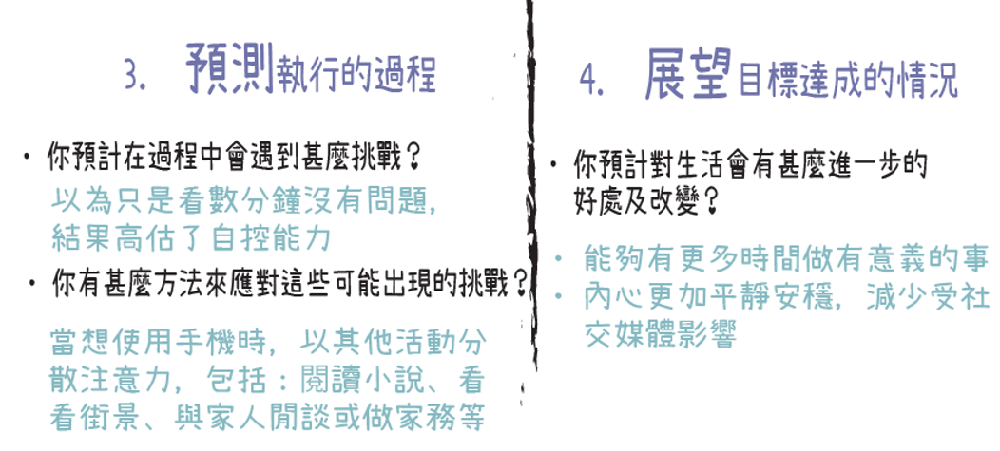 3. 預測執行的過程
• 你預計在過程中會遇到甚麼挑戰？
以為只是看數分鐘沒有問題，
結果高估了自控能力
• 你有甚麼方法來應對這些可能出現的挑戰？
當想使用手機時，以其他活動分
散注意力，包括：閱讀小說、看
看街景、與家人閒談或做家務等
4. 展望目標達成的情況
• 你預計對生活會有甚麼進一步的
好處及改變？
• 能夠有更多時間做有意義的事
• 內心更加平靜安穩，減少受社
交媒體影響